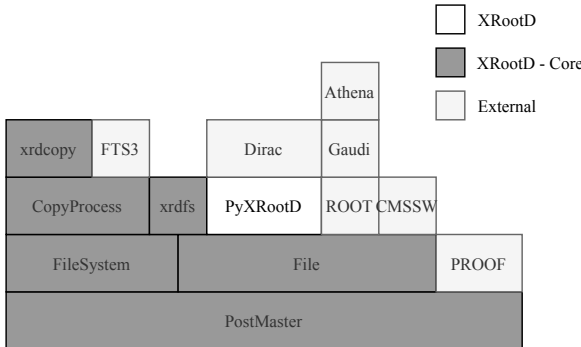 XRootD
XRootD - Core
External
Athena
xrdcopy FTS3 Dirac Gaudi
CopyProcess xrdfs PyXRootD ROOT CMSSW
FileSystem File PROOF
PostMaster